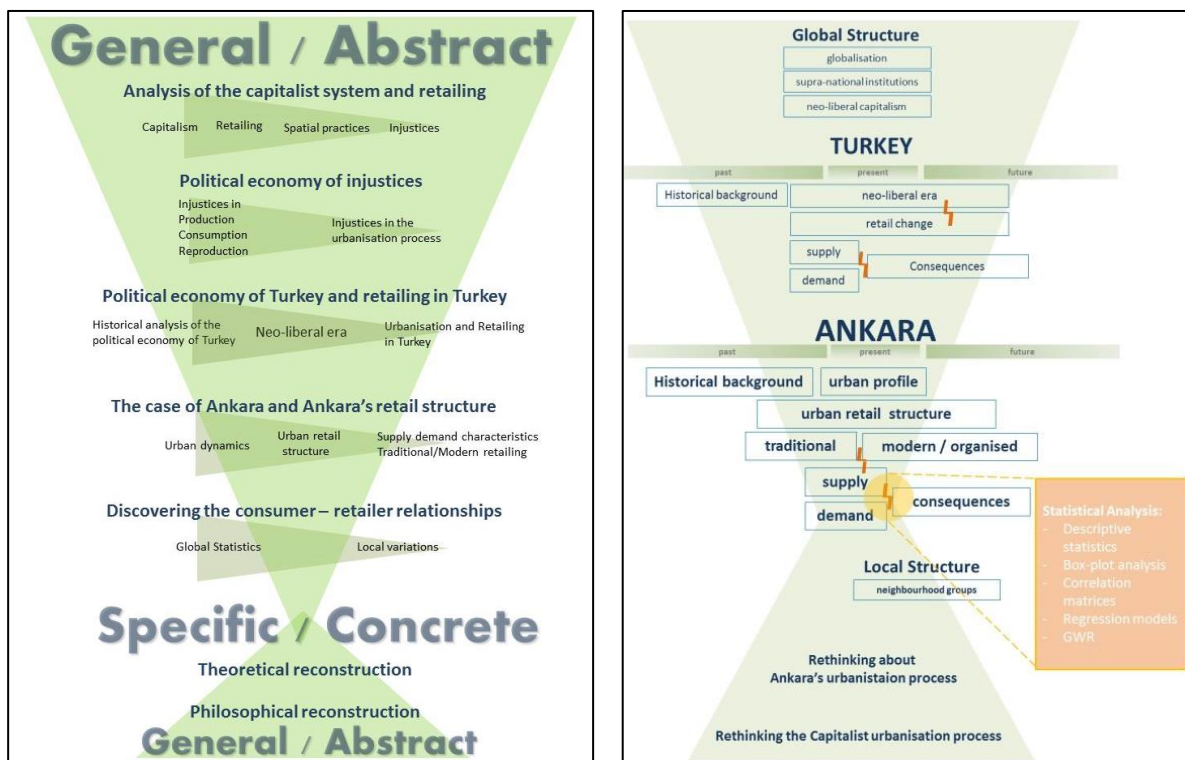 General / Abstract
Analysis of the capitalist system and retailing
Capitalism Retailing Spatial practices Injustices
Political economy of injustices
Injustices in
Production
Consumption
Reproduction
Injustices in the
urbanisation process
Political economy of Turkey and retailing in Turkey
Historical analysis of the
political economy of Turkey
Neo-liberal era
Urbanisation and Retailing
in Turkey
The case of Ankara and Ankara's retail structure
Urban dynamics
Urban retail
structure
Supply demand characteristics
Traditional/Modern retailing
Discovering the consumer – retailer relationships
Global Statistics Local variations
Specific / Concrete
Theoretical reconstruction
Philosophical reconstruction
General / Abstract
Global Structure
globalisation
supra-national institutions
neo-liberal capitalism
TURKEY
past present future
Historical background neo-liberal era
retail change
supply
demand
Consequences
ANKARA
past present future
Historical background urban profile
urban retail structure
traditional modern / organised
supply
demand
consequences
Statistical Analysis:
- Descriptive
statistics
- Box-plot analysis
- Correlation
matrices
- Regression models
- GWR
Local Structure
neighbourhood groups
Rethinking about
Ankara's urbanistaion process
Rethinking the Capitalist urbanisation process